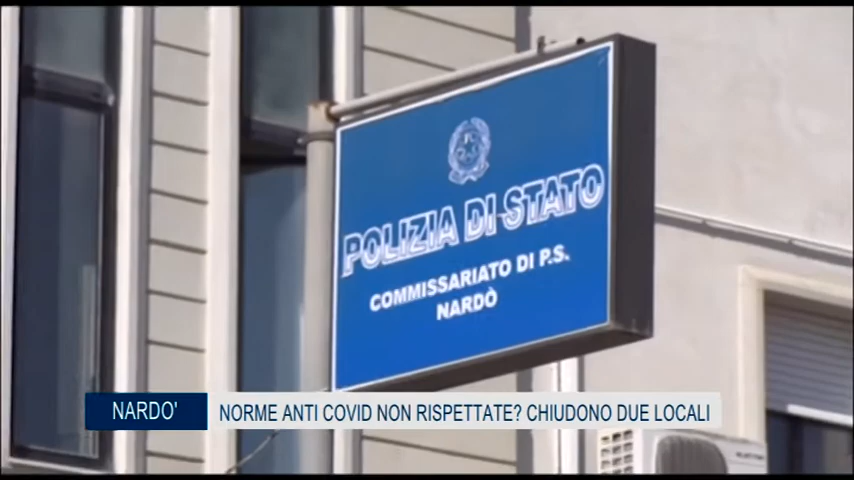 POLIZIA DI STATO
COMMISSARIATO DI P.S.
NARDÒ
NARDO'
NORME ANTI COVID NON RISPETTATE? CHIUDONO DUE LOCALI